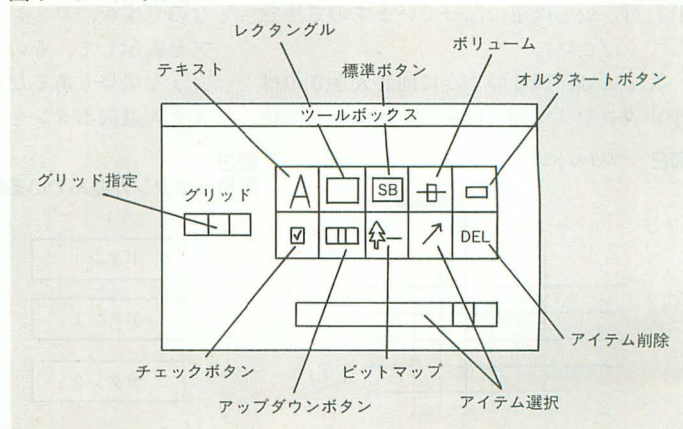 レクタングル
ボリューム
テキスト
標準ボタン
オルタネートボタン
ツールボックス
グリッド指定
グリッド
A
SB
DEL
アイテム削除
チェックボタン
ビットマップ
アイテム選択
アップダウンボタン